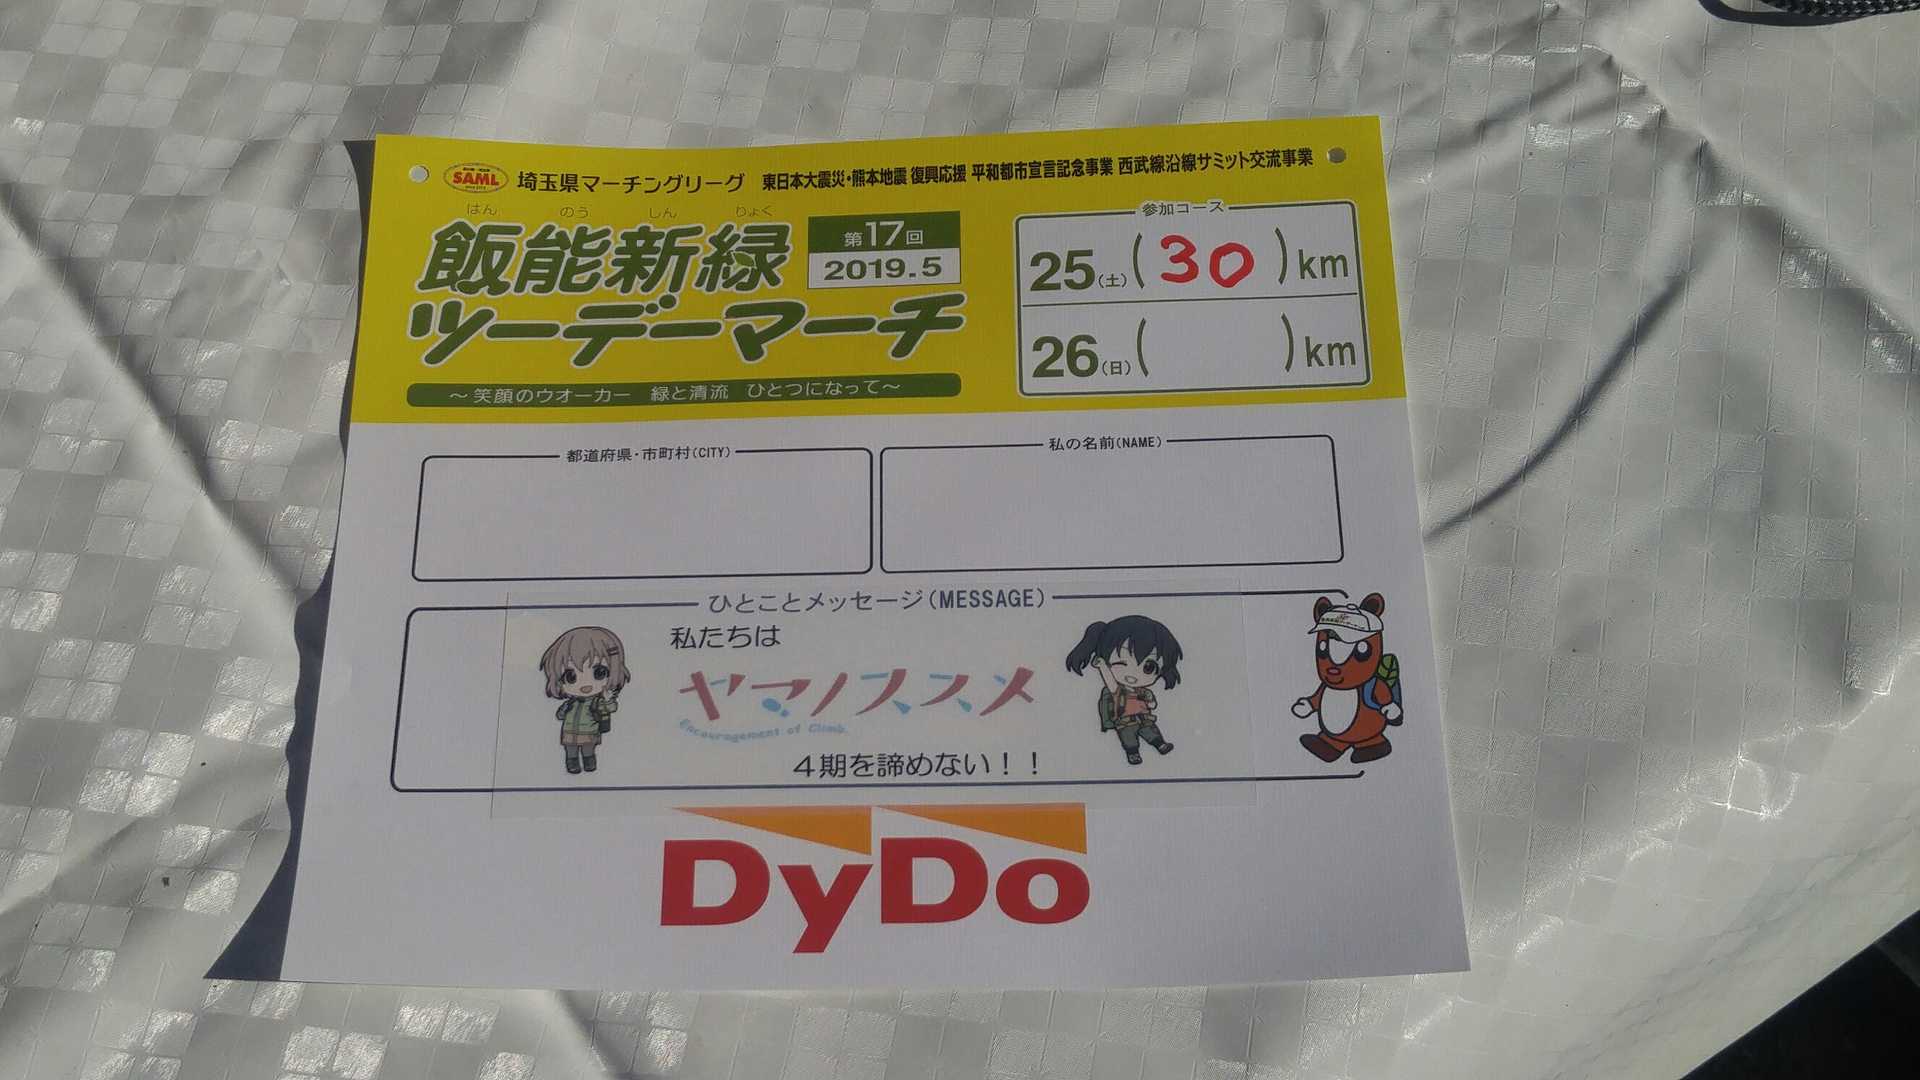 SAML
埼玉県マーチングリーグ 東日本大震災・熊本地震 復興応援 平和都市宣言記念事業 西武線沿線サミット交流事業
はん のう しん りょく
飯能新緑
ツーデーマーチ
第17回
2019.5
～笑顔のウオーカー 緑と清流 ひとつになって～
参加コース
25(土)(30)km
26(日)( )km
都道府県・市町村(CITY)
私の名前(NAME)
ひとことメッセージ(MESSAGE)
私たちは
ヤマノススメ
Encouragement of Climb.
4期を諦めない！！
DyDo